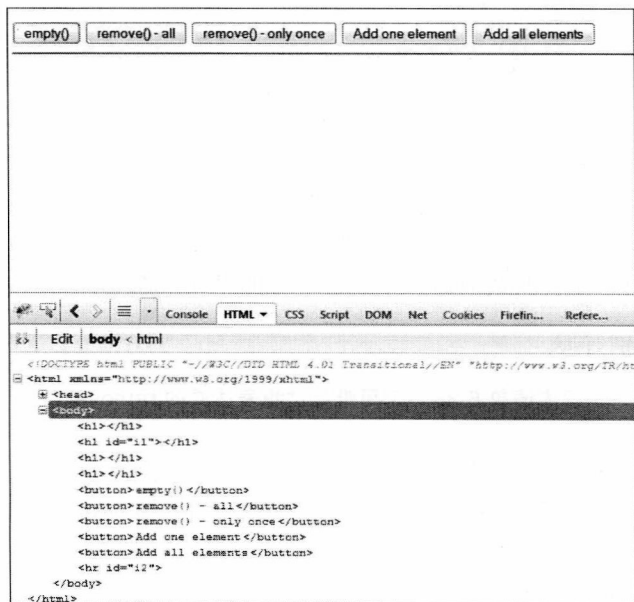 empty() remove() - all remove() - only once Add one element Add all elements
Console HTML CSS Script DOM Net Cookies Firefin... Refere...
Edit body < html
<!DOCTYPE html PUBLIC "-//W3C//DTD HTML 4.01 Transitional//EN" "http://www.w3.org/TR/ht
<html xmlns="http://www.w3.org/1999/xhtml">
<head>
<body>
<h1></h1>
<h1 id="i1"></h1>
<h1></h1>
<h1></h1>
<button>empty()</button>
<button>remove() - all</button>
<button>remove() - only once</button>
<button>Add one element</button>
<button>Add all elements</button>
<hr id="i2">
</body>
</html>